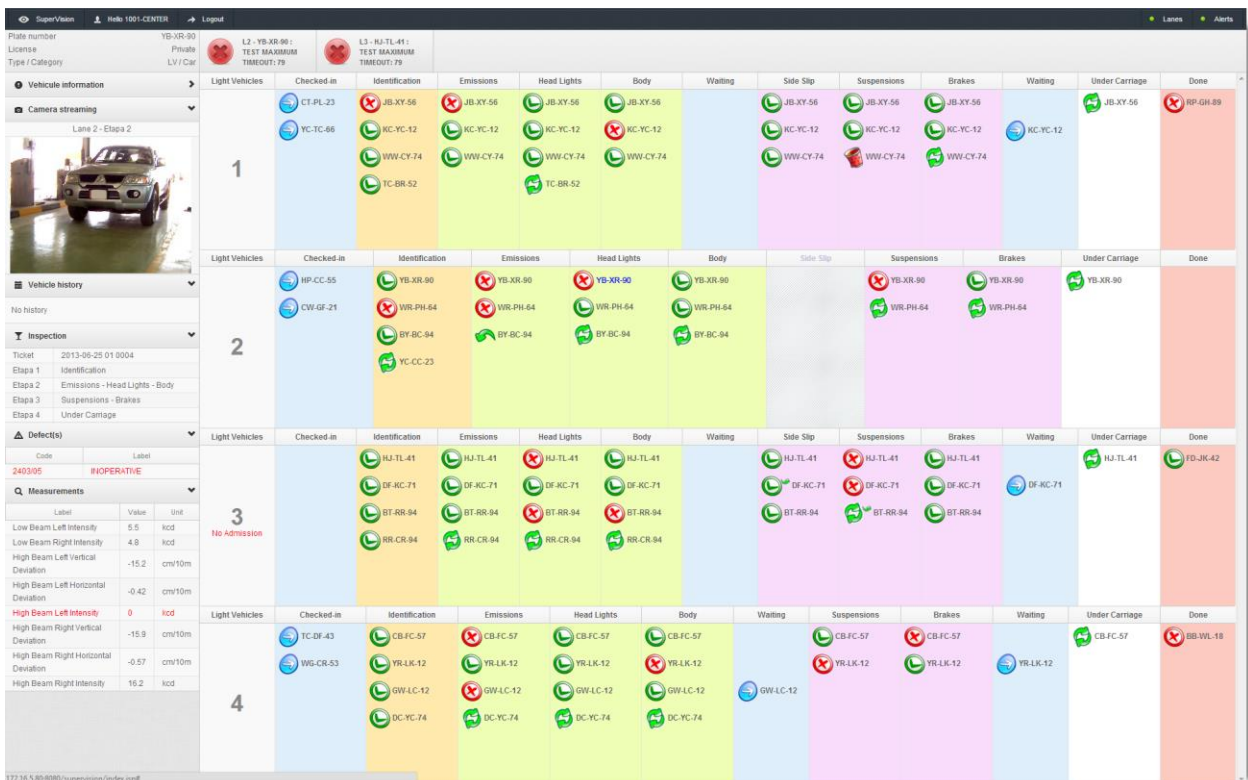 SuperVision Hello 1001-CENTER Logout Lanes Alerts
Plate number YB-XR-90
License Private
Type / Category LV / Car
Vehicule information
Camera streaming
Lane 2 - Etapa 2
Vehicle history
No history
Inspection
Ticket 2013-06-25 01 0004
Etapa 1 Identification
Etapa 2 Emissions - Head Lights - Body
Etapa 3 Suspensions - Brakes
Etapa 4 Under Carriage
Defect(s)
Code Label
2403/05 INOPERATIVE
Measurements
Label Value Unit
Low Beam Left Intensity 5.5 kcd
Low Beam Right Intensity 4.8 kcd
High Beam Left Vertical
Deviation -15.2 cm/10m
High Beam Left Horizontal
Deviation -0.42 cm/10m
High Beam Left Intensity 0 kcd
High Beam Right Vertical
Deviation -15.9 cm/10m
High Beam Right Horizontal
Deviation -0.57 cm/10m
High Beam Right Intensity 16.2 kcd
172.16.5.80:8080/supervision/index.jsp#
L2 - YB-XR-90 :
TEST MAXIMUM
TIMEOUT: 79
L3 - HJ-TL-41 :
TEST MAXIMUM
TIMEOUT: 79
Light Vehicles Checked-in Identification Emissions Head Lights Body Waiting Side Slip Suspensions Brakes Waiting Under Carriage Done
CT-PL-23 JB-XY-56 JB-XY-56 JB-XY-56 JB-XY-56 JB-XY-56 JB-XY-56 JB-XY-56 JB-XY-56 RP-GH-89
YC-TC-66 KC-YC-12 KC-YC-12 KC-YC-12 KC-YC-12 KC-YC-12 KC-YC-12 KC-YC-12 KC-YC-12
1 WW-CY-74 WW-CY-74 WW-CY-74 WW-CY-74 WW-CY-74 WW-CY-74 WW-CY-74
TC-BR-52 TC-BR-52
Light Vehicles Checked-in Identification Emissions Head Lights Body Side Slip Suspensions Brakes Under Carriage Done
HP-CC-55 YB-XR-90 YB-XR-90 YB-XR-90 YB-XR-90 YB-XR-90 YB-XR-90 YB-XR-90
CW-GF-21 WR-PH-64 WR-PH-64 WR-PH-64 WR-PH-64 WR-PH-64 WR-PH-64
2 BY-BC-94 BY-BC-94 BY-BC-94 BY-BC-94
YC-CC-23
Light Vehicles Checked-in Identification Emissions Head Lights Body Waiting Side Slip Suspensions Brakes Waiting Under Carriage Done
HJ-TL-41 HJ-TL-41 HJ-TL-41 HJ-TL-41 HJ-TL-41 HJ-TL-41 HJ-TL-41 HJ-TL-41 FD-JK-42
DF-KC-71 DF-KC-71 DF-KC-71 DF-KC-71 DF-KC-71 DF-KC-71 DF-KC-71 DF-KC-71
3 BT-RR-94 BT-RR-94 BT-RR-94 BT-RR-94 BT-RR-94 BT-RR-94 BT-RR-94
No Admission RR-CR-94 RR-CR-94 RR-CR-94 RR-CR-94
Light Vehicles Checked-in Identification Emissions Head Lights Body Waiting Suspensions Brakes Waiting Under Carriage Done
TC-DF-43 CB-FC-57 CB-FC-57 CB-FC-57 CB-FC-57 CB-FC-57 CB-FC-57 CB-FC-57 BB-WL-18
WG-CR-53 YR-LK-12 YR-LK-12 YR-LK-12 YR-LK-12 YR-LK-12 YR-LK-12 YR-LK-12
4 GW-LC-12 GW-LC-12 GW-LC-12 GW-LC-12 GW-LC-12
DC-YC-74 DC-YC-74 DC-YC-74 DC-YC-74